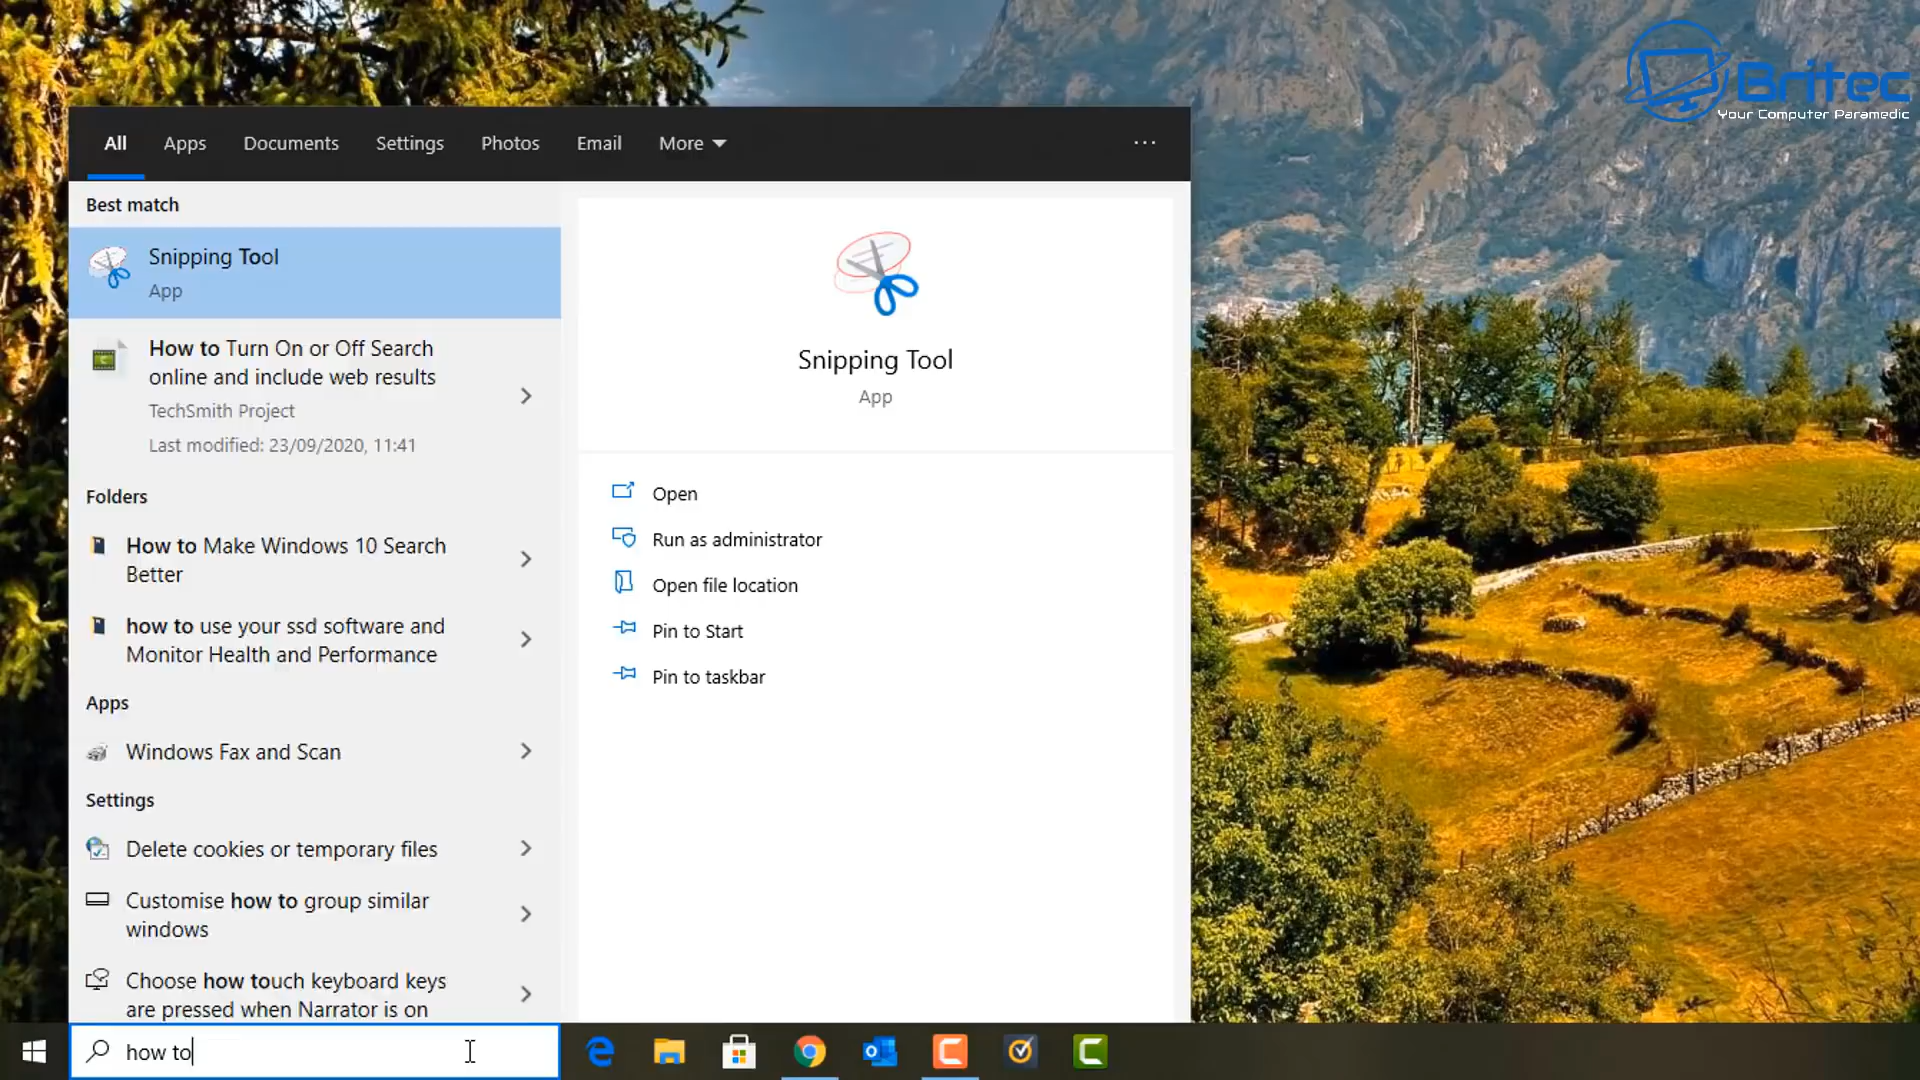 Britec
Your Computer Paramedic
All
Apps
Documents
Settings
Photos
Email
More
Best match
Snipping Tool
App
How to Turn On or Off Search
online and include web results
TechSmith Project
Last modified: 23/09/2020, 11:41
Folders
How to Make Windows 10 Search
Better
how to use your ssd software and
Monitor Health and Performance
Apps
Windows Fax and Scan
Settings
Delete cookies or temporary files
Customise how to group similar
windows
Choose how touch keyboard keys
are pressed when Narrator is on
Snipping Tool
App
Open
Run as administrator
Open file location
Pin to Start
Pin to taskbar
how to